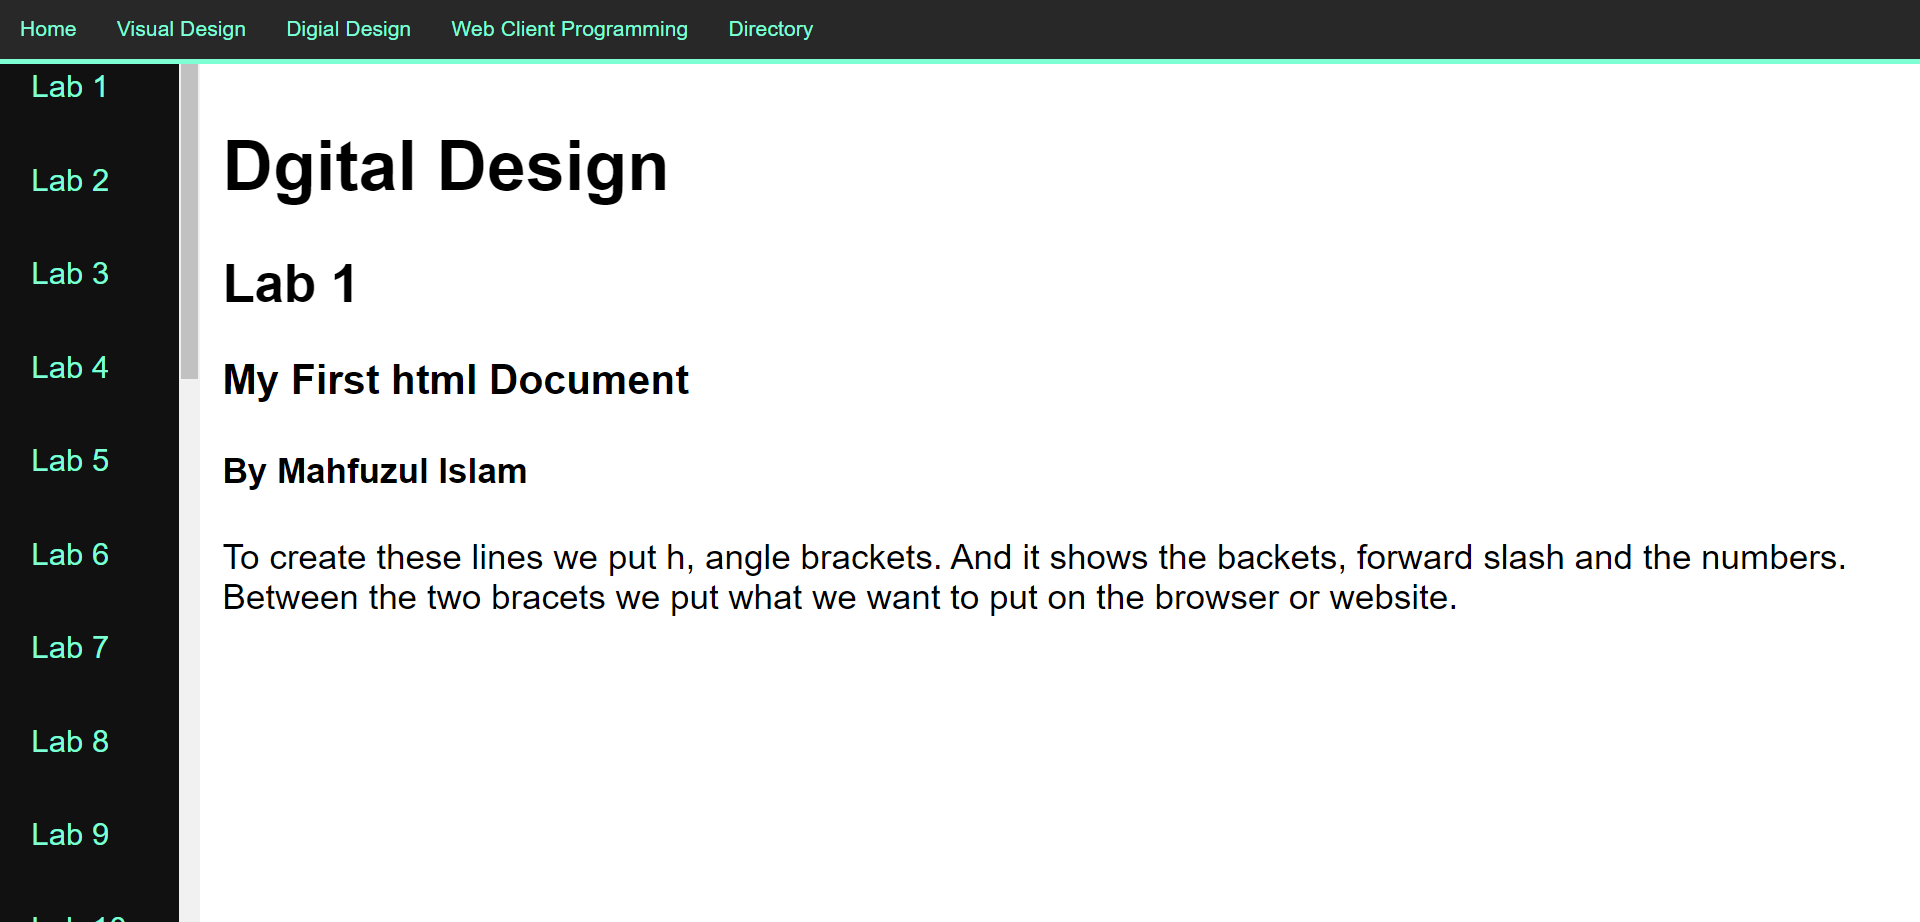 Home Visual Design Digial Design Web Client Programming Directory
Lab 1
Lab 2
Lab 3
Lab 4
Lab 5
Lab 6
Lab 7
Lab 8
Lab 9
Lab 10
Dgital Design
Lab 1
My First html Document
By Mahfuzul Islam
To create these lines we put h, angle brackets. And it shows the backets, forward slash and the numbers.
Between the two bracets we put what we want to put on the browser or website.